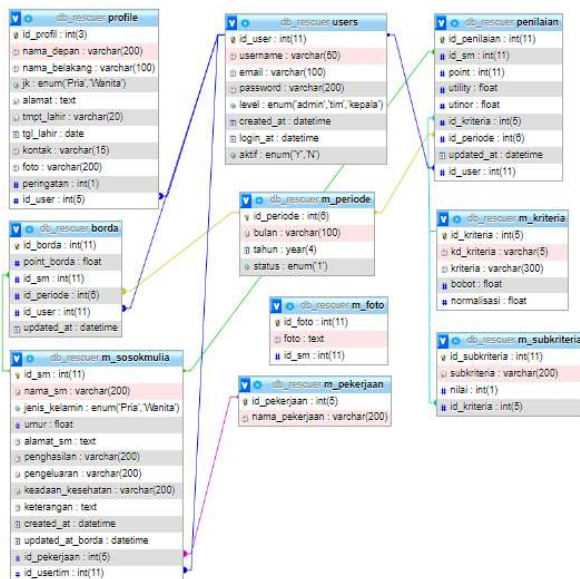 db_rescuer profile
id_profil : int(3)
nama_depan : varchar(200)
nama_belakang : varchar(100)
jk : enum('Pria','Wanita')
alamat : text
tmpt_lahir : varchar(20)
tgl_lahir : date
kontak : varchar(15)
foto : varchar(200)
peringatan : int(1)
id_user : int(5)
db_rescuer users
id_user : int(11)
username : varchar(50)
email : varchar(100)
password : varchar(200)
level : enum('admin','tim','kepala')
created_at : datetime
login_at : datetime
aktif : enum('Y','N')
db_rescuer penilaian
id_penilaian : int(11)
id_sm : int(11)
point : int(11)
utility : float
utinor : float
id_kriteria : int(5)
id_periode : int(6)
updated_at : datetime
id_user : int(11)
db_rescuer borda
id_borda : int(11)
point_borda : float
id_sm : int(11)
id_periode : int(6)
id_user : int(11)
updated_at : datetime
db_rescuer m_periode
id_periode : int(6)
bulan : varchar(100)
tahun : year(4)
status : enum('1')
db_rescuer m_kriteria
id_kriteria : int(5)
kd_kriteria : varchar(5)
kriteria : varchar(300)
bobot : float
normalisasi : float
db_rescuer m_foto
id_foto : int(11)
foto : text
id_sm : int(11)
db_rescuer m_subkriteria
id_subkriteria : int(11)
subkriteria : varchar(200)
nilai : int(1)
id_kriteria : int(5)
db_rescuer m_sosokmulia
id_sm : int(11)
nama_sm : varchar(200)
jenis_kelamin : enum('Pria','Wanita')
umur : float
alamat_sm : text
penghasilan : varchar(200)
pengeluaran : varchar(200)
keadaan_kesehatan : varchar(200)
keterangan : text
created_at : datetime
updated_at_borda : datetime
id_pekerjaan : int(5)
id_usertim : int(11)
db_rescuer m_pekerjaan
id_pekerjaan : int(5)
nama_pekerjaan : varchar(200)